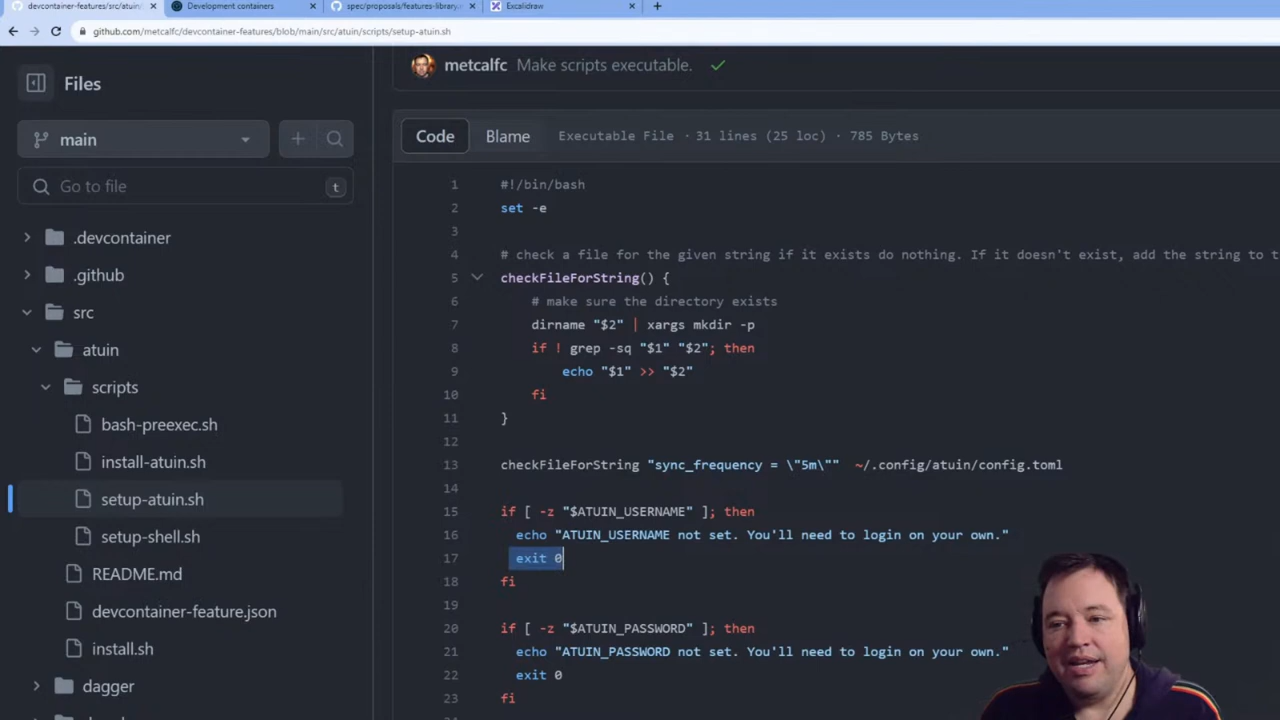 devcontainer-features/src/atuin/
Development containers
spec/proposals/features-library.
Excalidraw
github.com/metcalfc/devcontainer-features/blob/main/src/atuin/scripts/setup-atuin.sh
Files
main
Go to file
t
.devcontainer
.github
src
atuin
scripts
bash-preexec.sh
install-atuin.sh
setup-atuin.sh
setup-shell.sh
README.md
devcontainer-feature.json
install.sh
dagger
metcalfc Make scripts executable.
Code Blame Executable File · 31 lines (25 loc) · 785 Bytes
1 #!/bin/bash
2 set -e
3
4 # check a file for the given string if it exists do nothing. If it doesn't exist, add the string to t
5 checkFileForString() {
6 # make sure the directory exists
7 dirname "$2" | xargs mkdir -p
8 if ! grep -sq "$1" "$2"; then
9 echo "$1" >> "$2"
10 fi
11 }
12
13 checkFileForString "sync_frequency = \"5m\"" ~/.config/atuin/config.toml
14
15 if [ -z "$ATUIN_USERNAME" ]; then
16 echo "ATUIN_USERNAME not set. You'll need to login on your own."
17 exit 0
18 fi
19
20 if [ -z "$ATUIN_PASSWORD" ]; then
21 echo "ATUIN_PASSWORD not set. You'll need to login on your own."
22 exit 0
23 fi